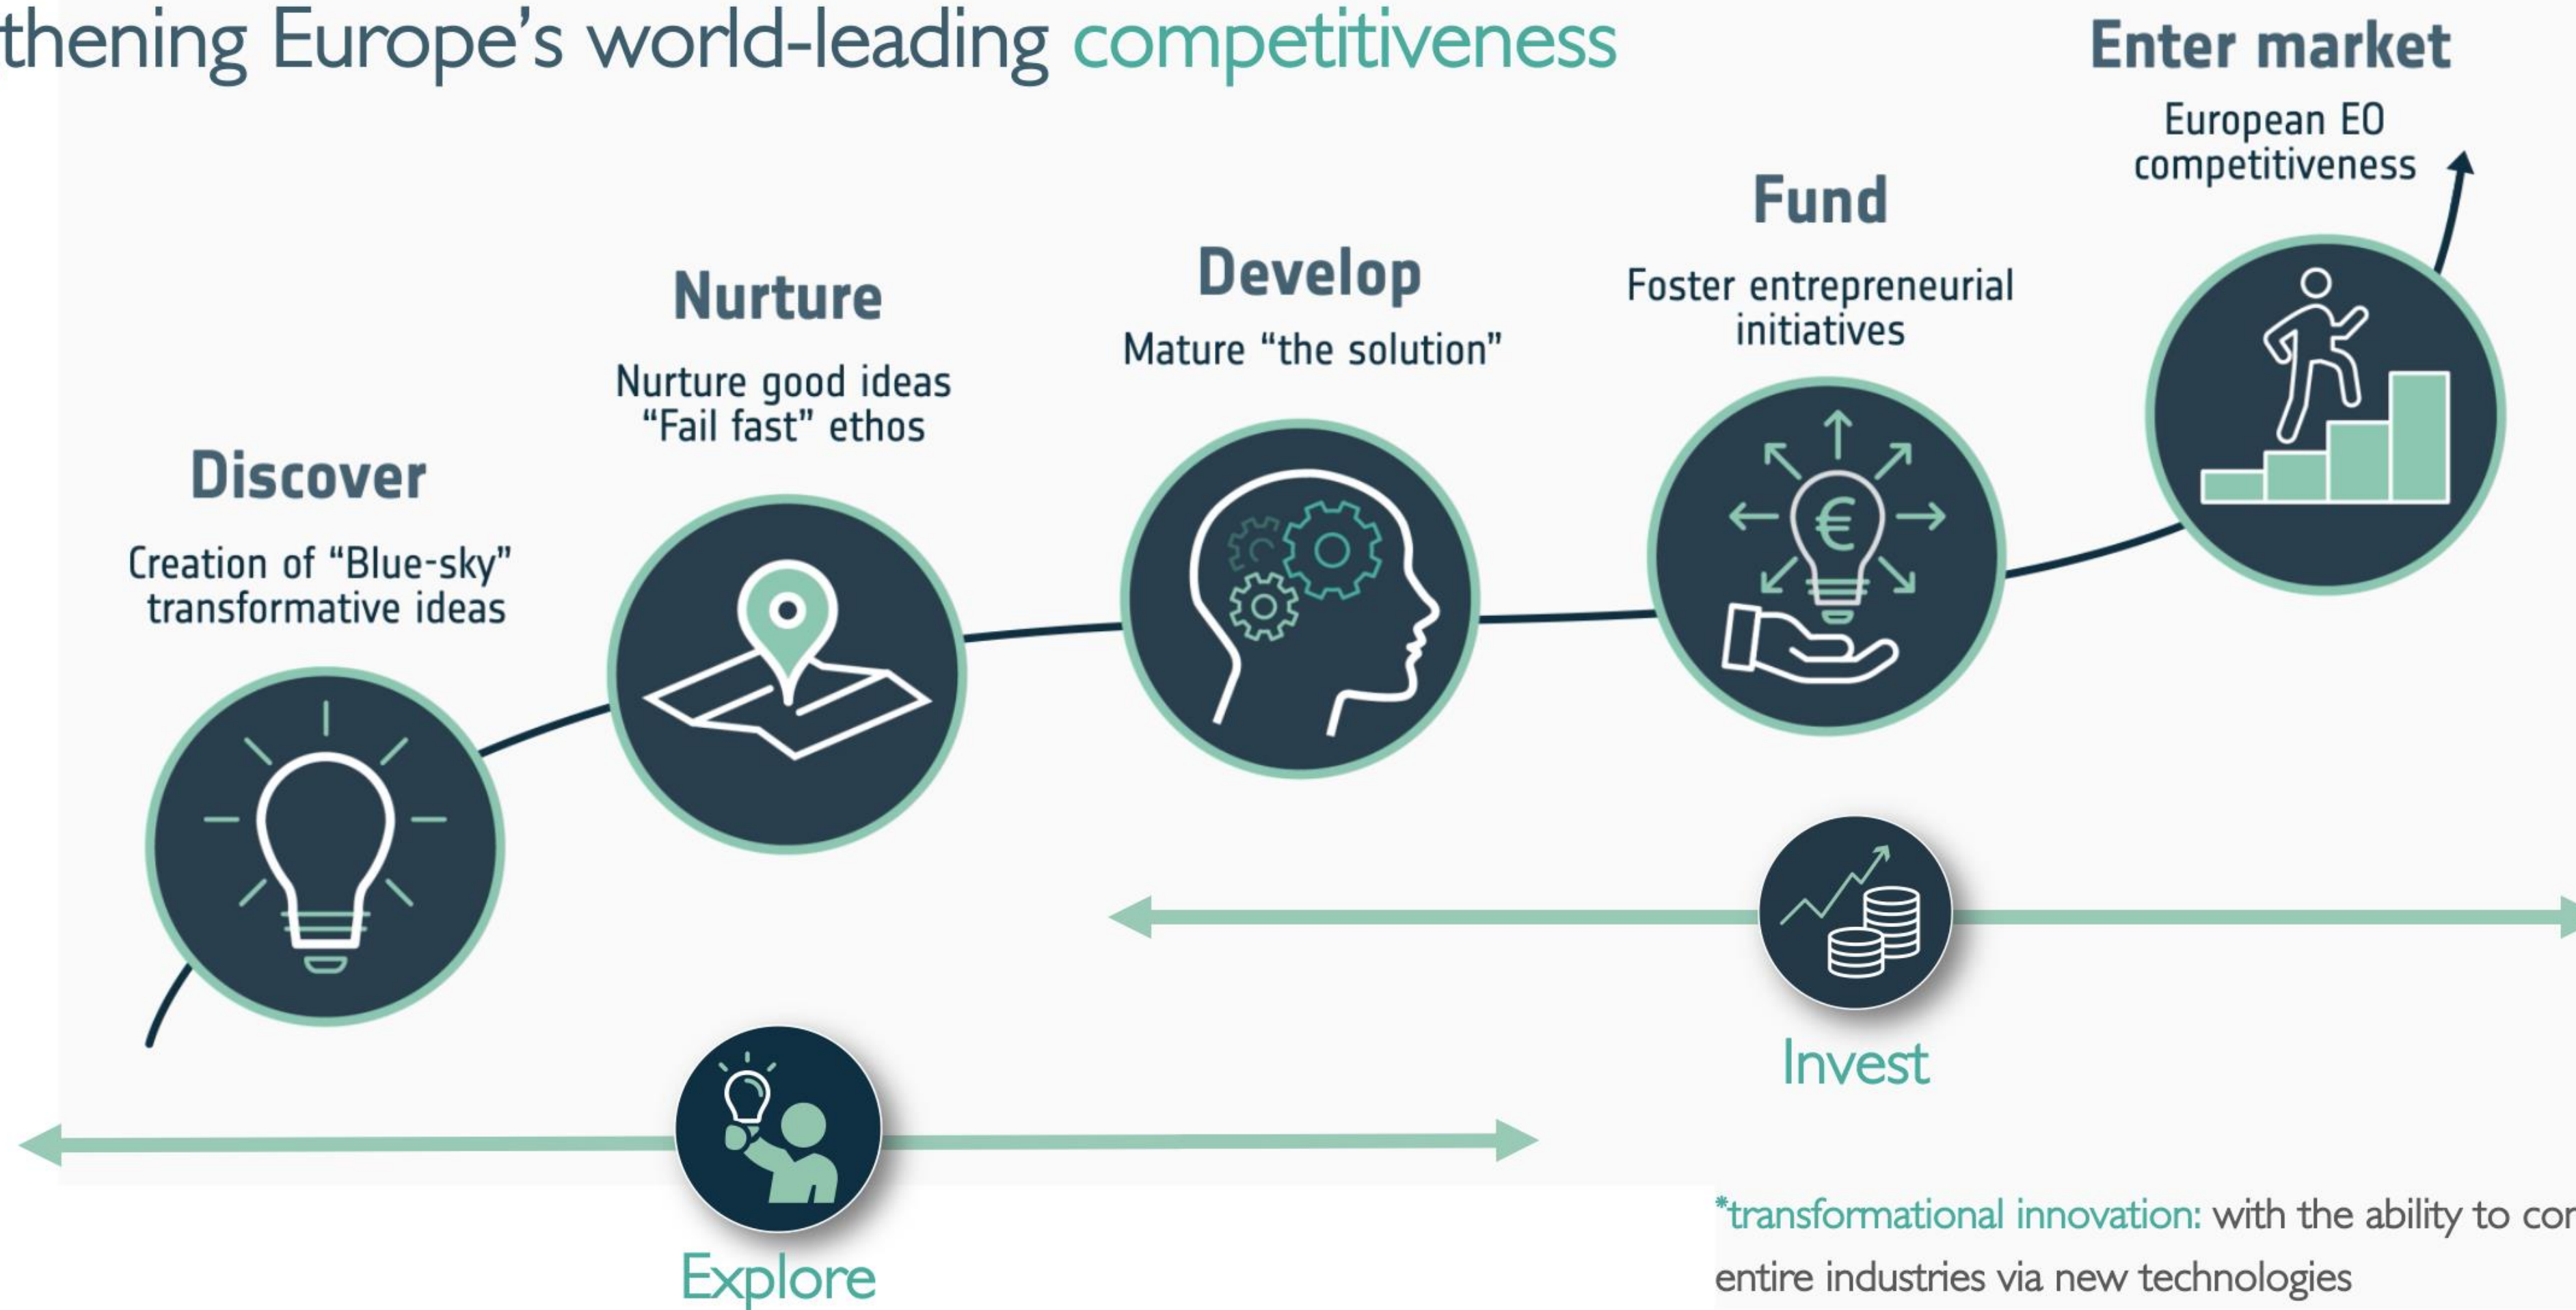 thening Europe's world-leading competitiveness
Enter market
European EO
competitiveness
Fund
Foster entrepreneurial
initiatives
Develop
Mature “the solution”
Nurture
Nurture good ideas
“Fail fast” ethos
Discover
Creation of “Blue-sky”
transformative ideas
€
Invest
Explore
*transformational innovation: with the ability to
entire industries via new technologies